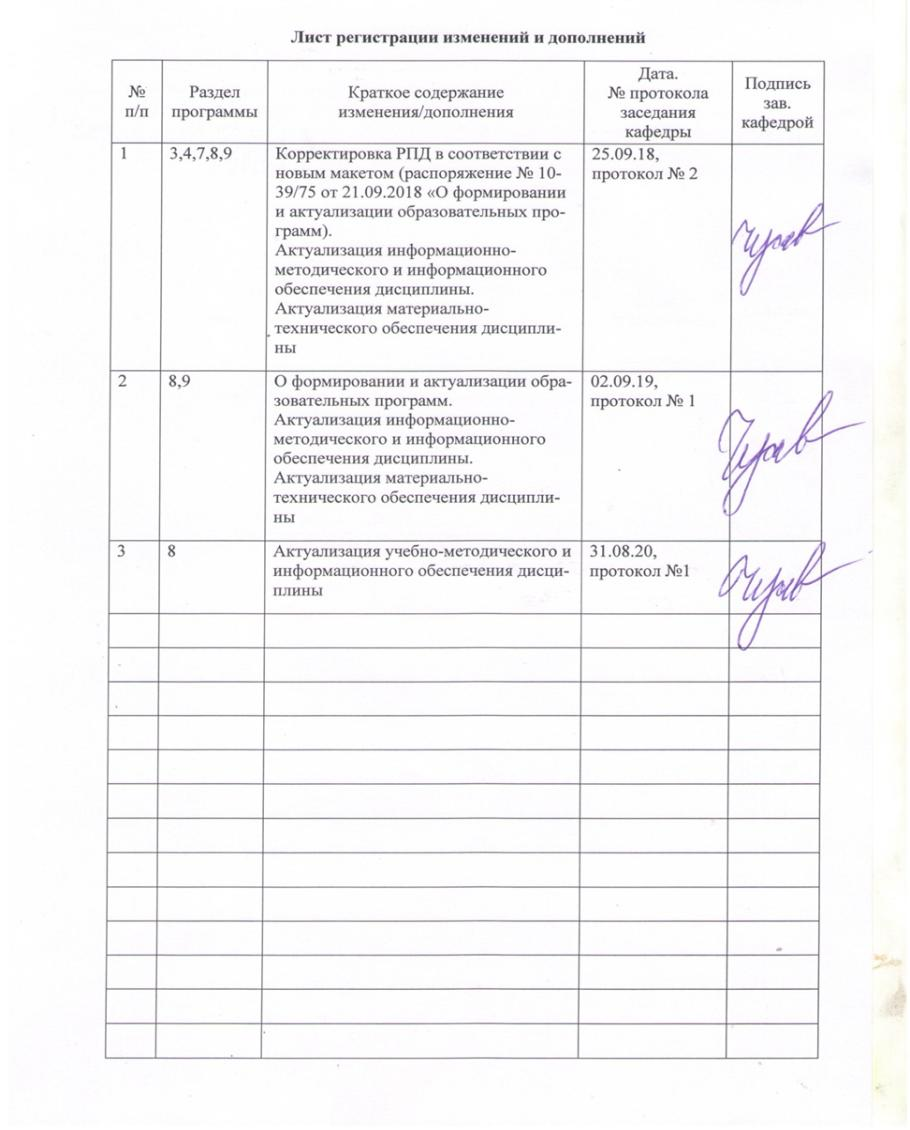 Лист регистрации изменений и дополнений
№
п/п
Раздел
программы
Краткое содержание
изменения/дополнения
Дата.
№ протокола
заседания
кафедры
Подпись
зав.
кафедрой
1
3,4,7,8,9
Корректировка РПД в соответствии с
новым макетом (распоряжение № 10-
39/75 от 21.09.2018 «О формировании
и актуализации образовательных про-
грамм).
Актуализация информационно-
методического и информационного
обеспечения дисциплины.
Актуализация материально-
технического обеспечения дисципли-
ны
25.09.18,
протокол № 2
2
8,9
О формировании и актуализации обра-
зовательных программ.
Актуализация информационно-
методического и информационного
обеспечения дисциплины.
Актуализация материально-
технического обеспечения дисципли-
ны
02.09.19,
протокол № 1
3
8
Актуализация учебно-методического и
информационного обеспечения дисци-
плины
31.08.20,
протокол №1